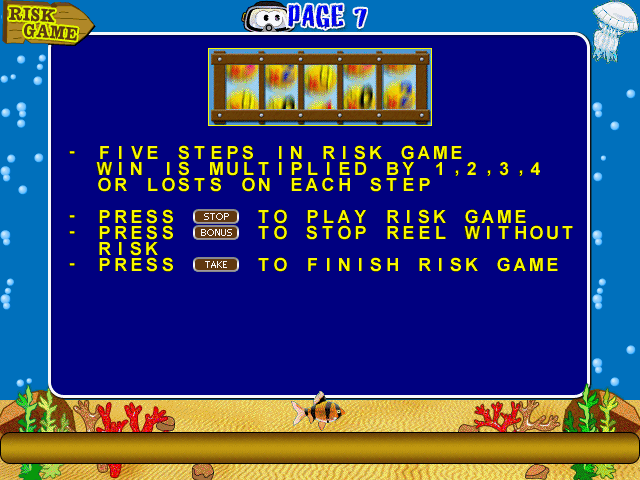 RISK
GAME
PAGE 7
- FIVE STEPS IN RISK GAME
WIN IS MULTIPLIED BY 1,2,3,4
OR LOSTS ON EACH STEP
- PRESS STOP TO PLAY RISK GAME
- PRESS BONUS TO STOP REEL WITHOUT
RISK
- PRESS TAKE TO FINISH RISK GAME